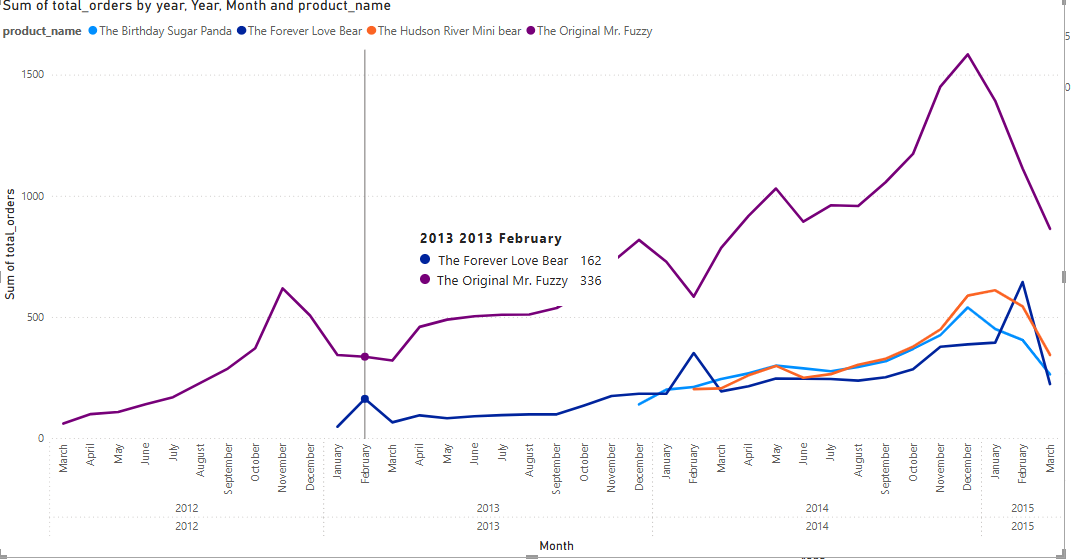 Sum of total_orders by year, Year, Month and product_name
product_name The Birthday Sugar Panda The Forever Love Bear The Hudson River Mini bear The Original Mr. Fuzzy
5
0
1500
1000
500
0
Sum of total_orders
2013 2013 February
The Forever Love Bear 162
The Original Mr. Fuzzy 336
March April May June July August September October November December January February March April May June July August September October November December January February March April May June July August September October November December January February March
2012 2013 2014 2015
2012 2013 2014 2015
Month